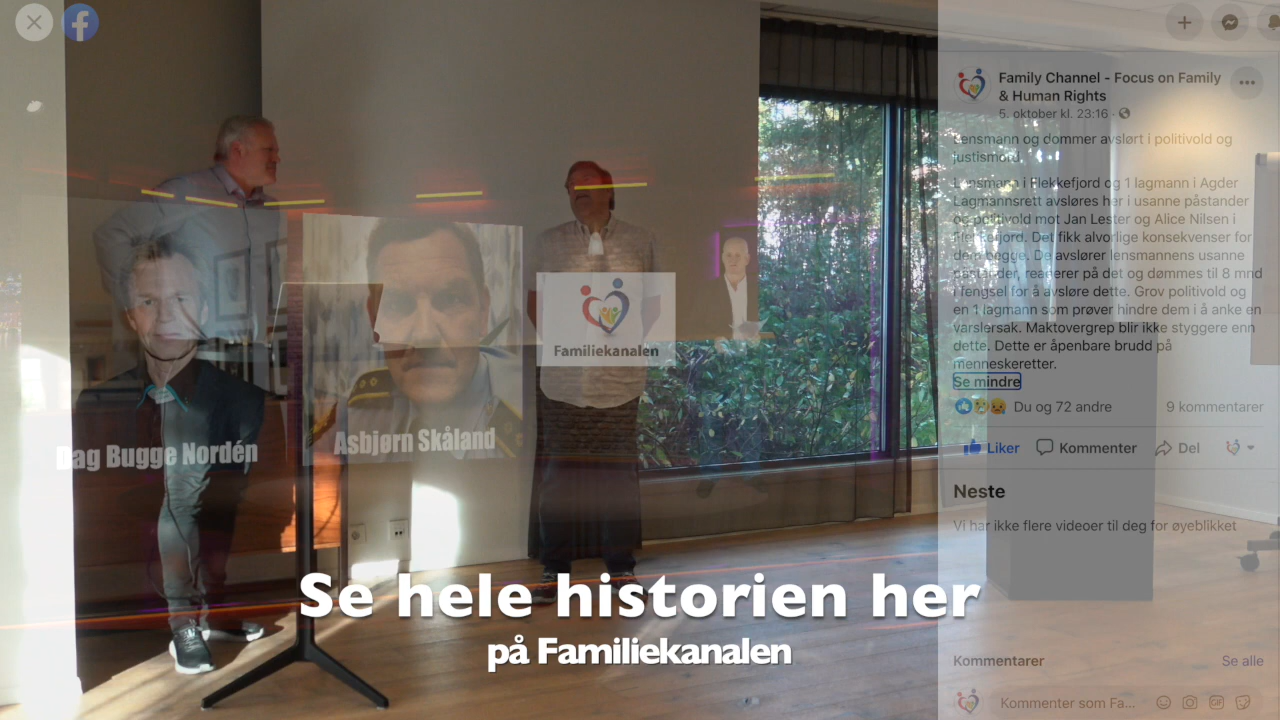 Family Channel - Focus on Family
& Human Rights
5. oktober kl. 23:16
Lensmann og dommer avslørt i politivold og
justismord.
Lensmann i Flekkefjord og 1 lagmann i Agder
Lagmannsrett avsløres her i usanne påstander
og politivold mot Jan Lester og Alice Nilsen i
Flekkefjord. Det fikk alvorlige konsekvenser for
dem begge. De avslører lensmannens usanne
påstander, reagerer på det og dømmes til 8 mnd
i fengsel for å avsløre dette. Grov politivold og
en 1 lagmann som prøver hindre dem i å anke en
varslersak. Maktovergrep blir ikke styggere enn
dette. Dette er åpenbare brudd på
menneskeretter.
Se mindre
Du og 72 andre 9 kommentarer
Liker Kommenter Del
Neste
Vi har ikke flere videoer til deg for øyeblikket
Familiekanalen
Dag Bugge Nordén
Asbjørn Skåland
Se hele historien her
på Familiekanalen
Kommentarer Se alle
Kommenter som Fa... GIF